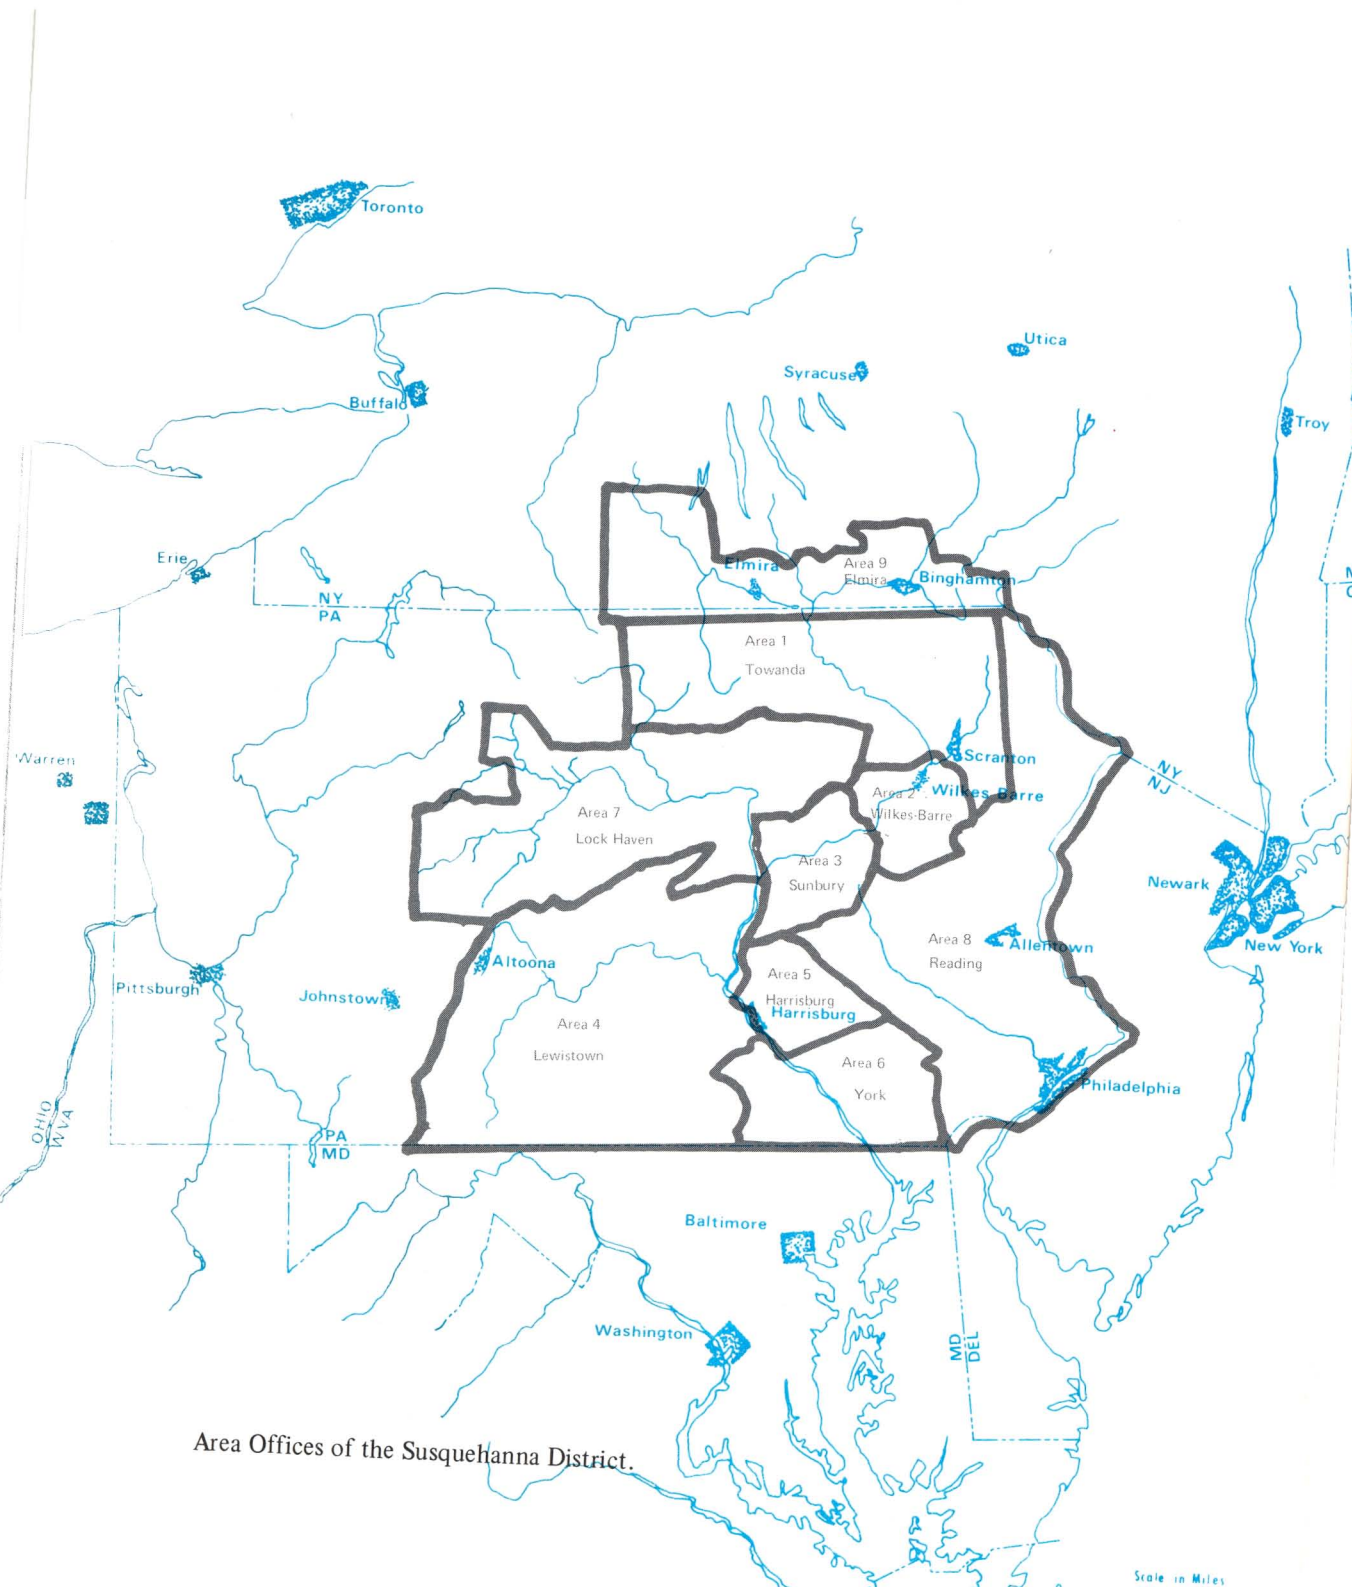 Toronto
Utica
Syracuse
Buffalo
Troy
Erie
Elmira
Area 9
Elmira
Binghamton
NY
PA
Area 1
Towanda
Warren
Scranton
NY
NJ
Area 2
Wilkes Barre
Wilkes-Barre
Area 7
Lock Haven
Area 3
Sunbury
Newark
Area 8
Reading
Allentown
New York
Altoona
Pittsburgh
Johnstown
Area 5
Harrisburg
Harrisburg
Area 4
Lewistown
Area 6
York
Philadelphia
OHIO
WVA
PA
MD
Baltimore
Washington
MD
DEL
Area Offices of the Susquehanna District.
Scale in Miles